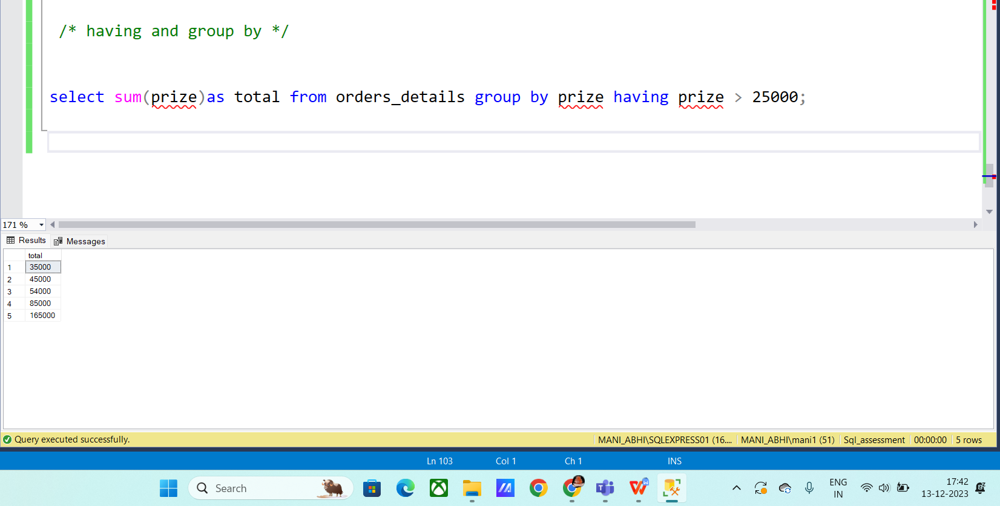 /* having and group by */
select sum(prize)as total from orders_details group by prize having prize > 25000;
171 %
Results Messages
total
1 35000
2 45000
3 54000
4 85000
5 165000
Query executed successfully. MANI_ABHI\SQLEXPRESS01 (16.... MANI_ABHI\mani1 (51) Sql_assessment 00:00:00 5 rows
Ln 103 Col 1 Ch 1 INS
Search
ENG
IN
17:42
13-12-2023